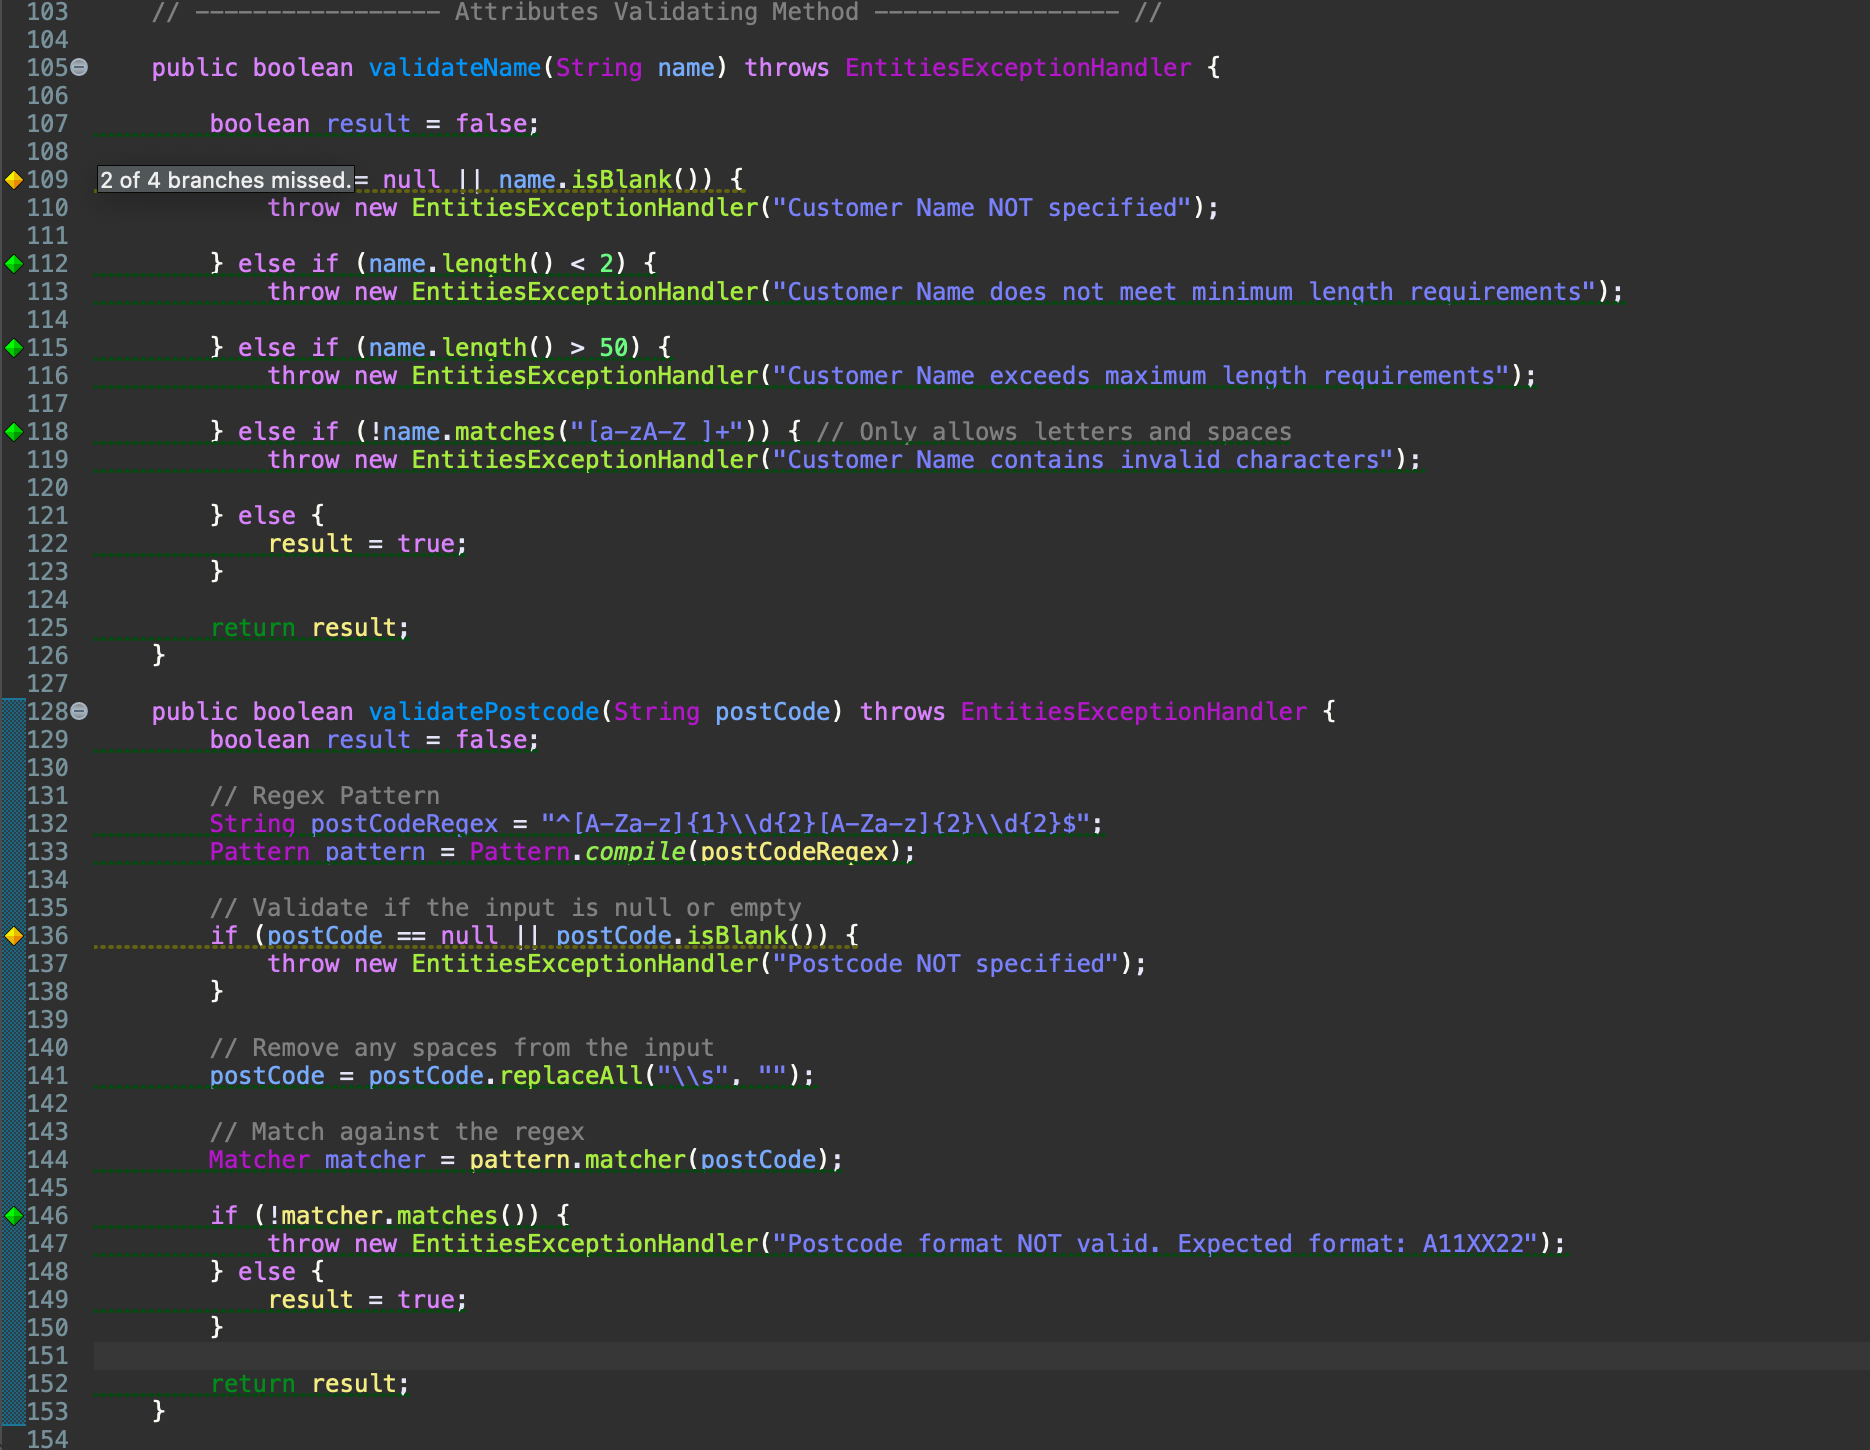 103 // ----------------- Attributes Validating Method ----------------- //
104
105 public boolean validateName(String name) throws EntitiesExceptionHandler {
106
107 boolean result = false;
108
109 2 of 4 branches missed. = null || name.isBlank()) {
110 throw new EntitiesExceptionHandler("Customer Name NOT specified");
111
112 } else if (name.length() < 2) {
113 throw new EntitiesExceptionHandler("Customer Name does not meet minimum length requirements");
114
115 } else if (name.length() > 50) {
116 throw new EntitiesExceptionHandler("Customer Name exceeds maximum length requirements");
117
118 } else if (!name.matches("[a-zA-Z ]+")) { // Only allows letters and spaces
119 throw new EntitiesExceptionHandler("Customer Name contains invalid characters");
120
121 } else {
122 result = true;
123 }
124
125 return result;
126 }
127
128 public boolean validatePostcode(String postCode) throws EntitiesExceptionHandler {
129 boolean result = false;
130
131 // Regex Pattern
132 String postCodeRegex = "^[A-Za-z]{1}\\d{2}[A-Za-z]{2}\\d{2}$";
133 Pattern pattern = Pattern.compile(postCodeRegex);
134
135 // Validate if the input is null or empty
136 if (postCode == null || postCode.isBlank()) {
137 throw new EntitiesExceptionHandler("Postcode NOT specified");
138 }
139
140 // Remove any spaces from the input
141 postCode = postCode.replaceAll("\\s", "");
142
143 // Match against the regex
144 Matcher matcher = pattern.matcher(postCode);
145
146 if (!matcher.matches()) {
147 throw new EntitiesExceptionHandler("Postcode format NOT valid. Expected format: A11XX22");
148 } else {
149 result = true;
150 }
151
152 return result;
153 }
154